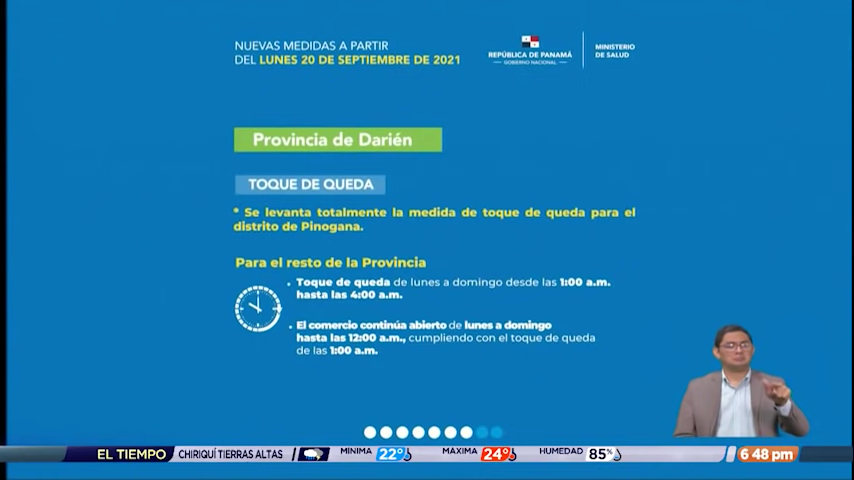 NUEVAS MEDIDAS A PARTIR
DEL LUNES 20 DE SEPTIEMBRE DE 2021
REPÚBLICA DE PANAMÁ
— GOBIERNO NACIONAL —
MINISTERIO
DE SALUD
Provincia de Darién
TOQUE DE QUEDA
* Se levanta totalmente la medida de toque de queda para el
distrito de Pinogana.
Para el resto de la Provincia
• Toque de queda de lunes a domingo desde las 1:00 a.m.
hasta las 4:00 a.m.
• El comercio continúa abierto de lunes a domingo
hasta las 12:00 a.m., cumpliendo con el toque de queda
de las 1:00 a.m.
EL TIEMPO CHIRIQUÍ TIERRAS ALTAS MÍNIMA 22° MÁXIMA 24° HUMEDAD 85% 6:48 pm